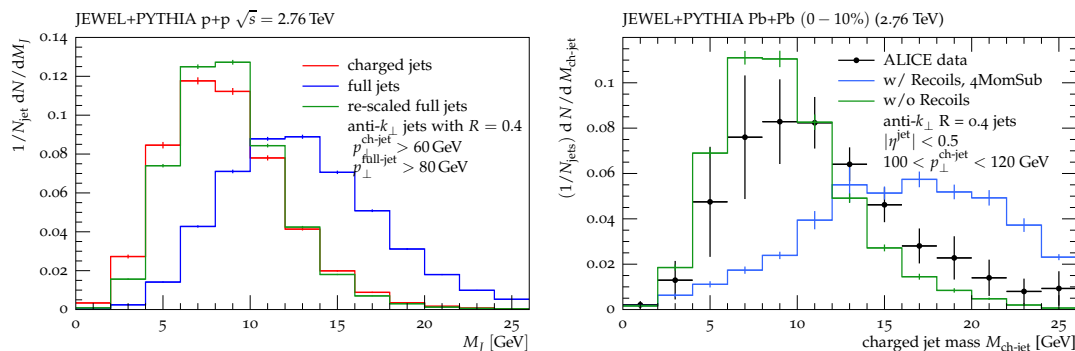 JEWEL+PYTHIA p+p √s = 2.76 TeV
1/N_jet dN/dM_J
0.14
0.12
0.1
0.08
0.06
0.04
0.02
0
charged jets
full jets
re-scaled full jets
anti-k⊥ jets with R = 0.4
p⊥^ch-jet > 60 GeV
p⊥^full-jet > 80 GeV
0 5 10 15 20 25
M_J [GeV]
JEWEL+PYTHIA Pb+Pb (0 − 10%) (2.76 TeV)
(1/N_jets) d N / d M_ch-jet
0.1
0.08
0.06
0.04
0.02
0
ALICE data
w/ Recoils, 4MomSub
w/o Recoils
anti-k⊥ R = 0.4 jets
|η^jet| < 0.5
100 < p⊥^ch-jet < 120 GeV
0 5 10 15 20 25
charged jet mass M_ch-jet [GeV]